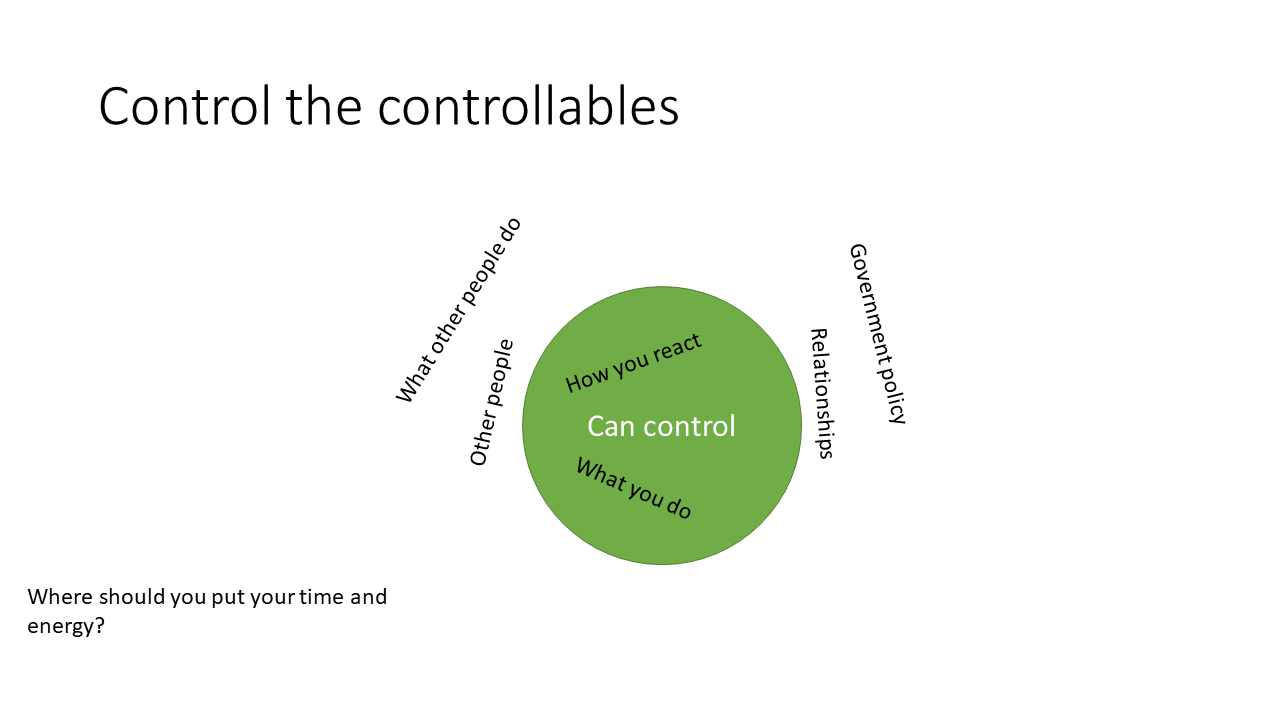 Control the controllables
What other people do
Other people
How you react
Can control
What you do
Relationships
Government policy
Where should you put your time and
energy?